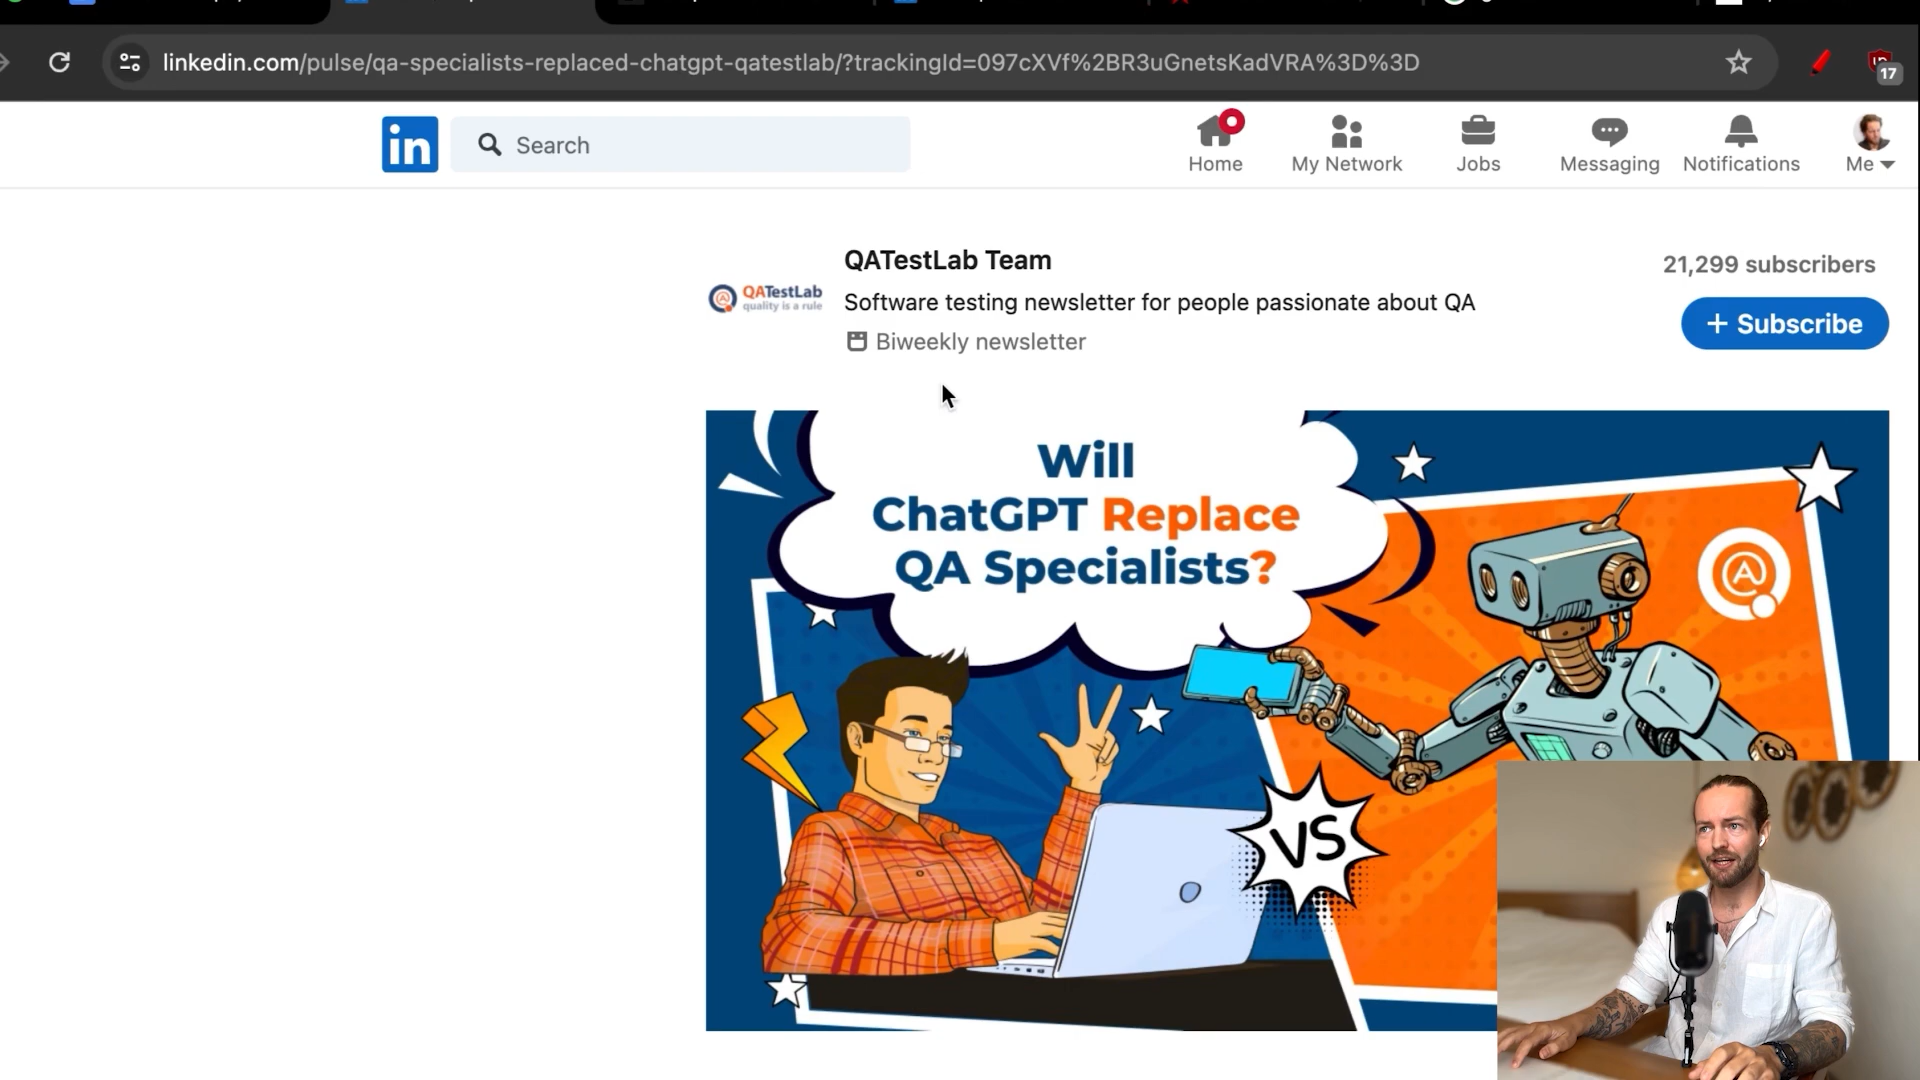 linkedin.com/pulse/qa-specialists-replaced-chatgpt-qatestlab/?trackingId=097cXVf%2BR3uGnetsKadVRA%3D%3D
17
in
Search
Home
My Network
Jobs
Messaging
Notifications
Me
QATestLab
quality is a rule
QATestLab Team
Software testing newsletter for people passionate about QA
Biweekly newsletter
21,299 subscribers
+ Subscribe
Will
ChatGPT Replace
QA Specialists?
VS